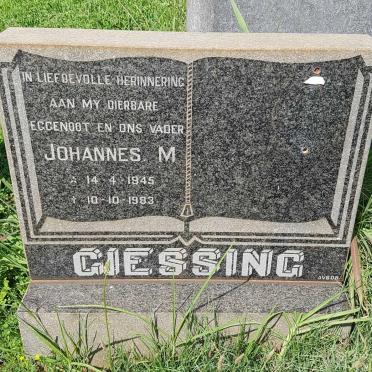 IN LIEFDEVOLLE HERINNERING
AAN MY DIERBARE
EGGENOOT EN ONS VADER
JOHANNES. M
* 14-4-1945
† 10-10-1983
GIESSING